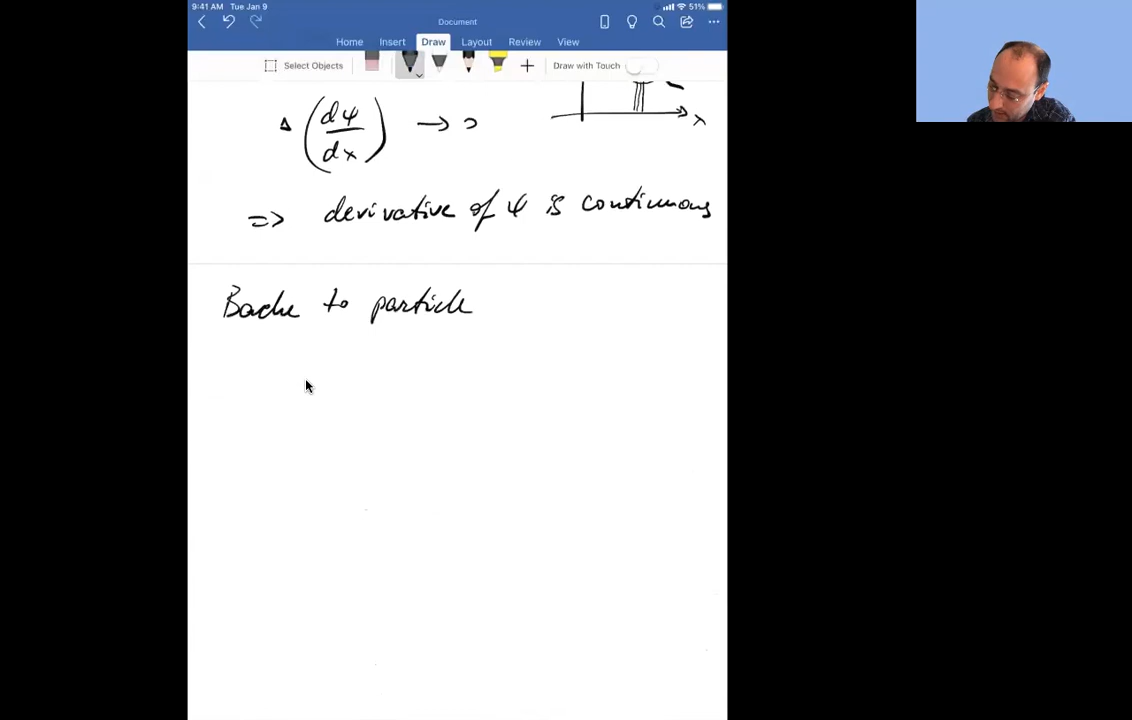 9:41 AM Tue Jan 9
51%
Document
Home Insert Draw Layout Review View
Select Objects
Draw with Touch
Δ (dψ/dx) → 0
x
=> derivative of ψ is continuous
Back to particle